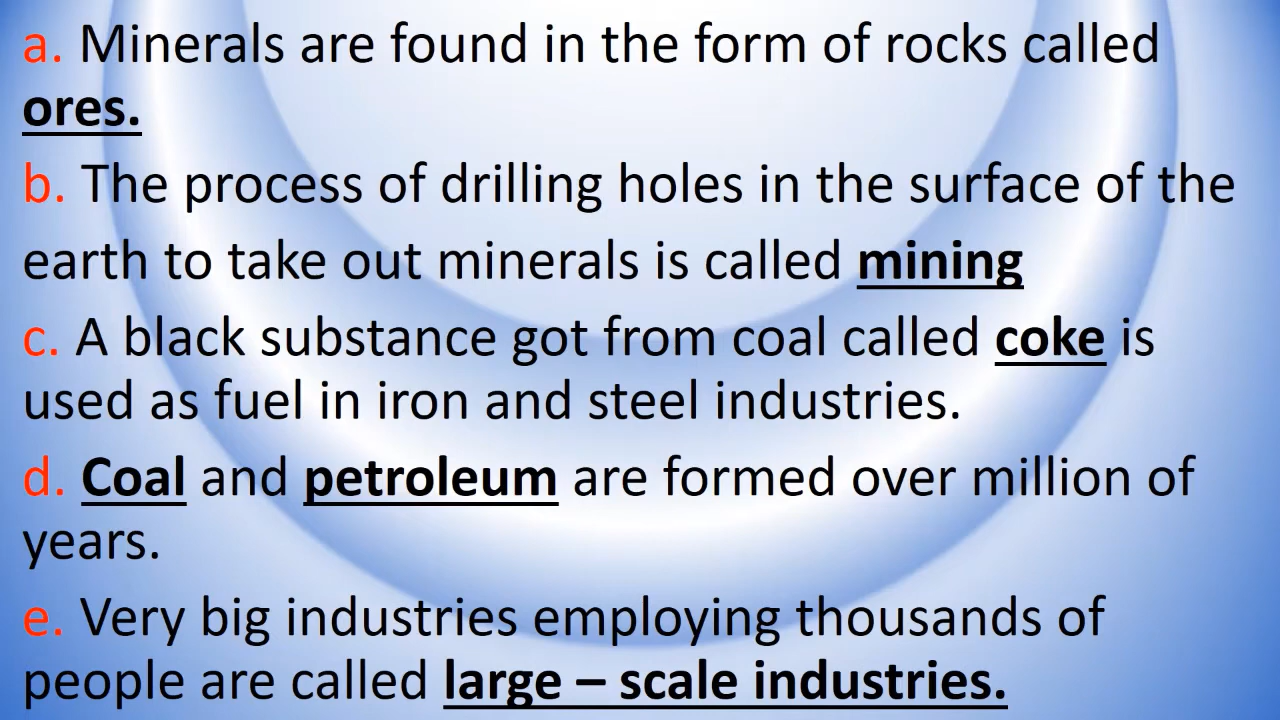 a. Minerals are found in the form of rocks called
ores.
b. The process of drilling holes in the surface of the
earth to take out minerals is called mining
c. A black substance got from coal called coke is
used as fuel in iron and steel industries.
d. Coal and petroleum are formed over million of
years.
e. Very big industries employing thousands of
people are called large – scale industries.